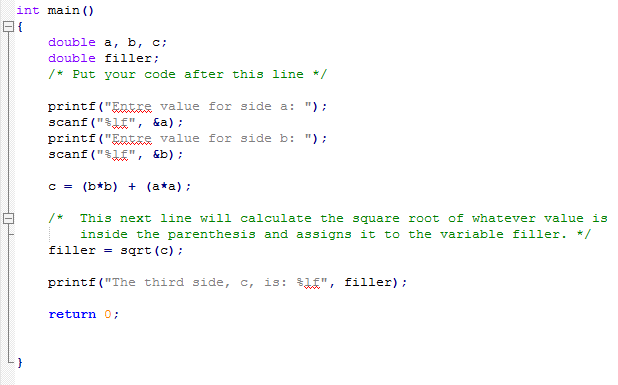 int main()
{
double a, b, c;
double filler;
/* Put your code after this line */
printf("Entre value for side a: ");
scanf("%lf", &a);
printf("Entre value for side b: ");
scanf("%lf", &b);
c = (b*b) + (a*a);
/* This next line will calculate the square root of whatever value is
inside the parenthesis and assigns it to the variable filler. */
filler = sqrt(c);
printf("The third side, c, is: %lf", filler);
return 0;
}